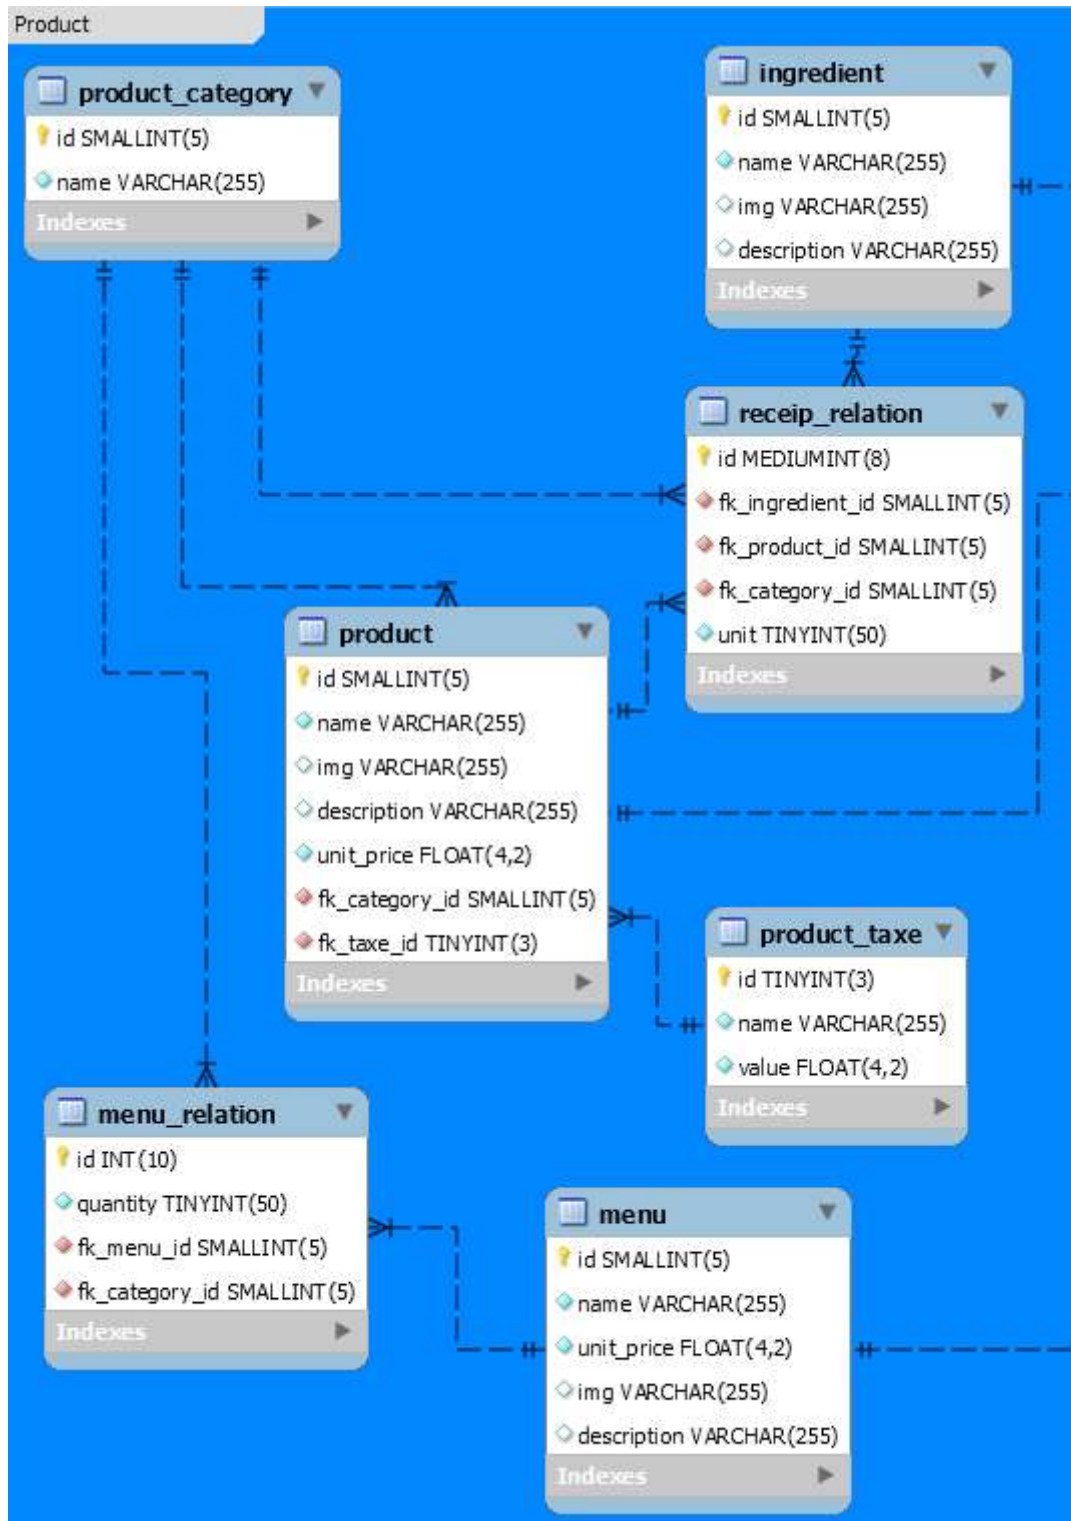 Product
product_category
id SMALLINT(5)
name VARCHAR(255)
Indexes
ingredient
id SMALLINT(5)
name VARCHAR(255)
img VARCHAR(255)
description VARCHAR(255)
Indexes
receip_relation
id MEDIUMINT(8)
fk_ingredient_id SMALLINT(5)
fk_product_id SMALLINT(5)
fk_category_id SMALLINT(5)
unit TINYINT(50)
Indexes
product
id SMALLINT(5)
name VARCHAR(255)
img VARCHAR(255)
description VARCHAR(255)
unit_price FLOAT(4,2)
fk_category_id SMALLINT(5)
fk_taxe_id TINYINT(3)
Indexes
product_taxe
id TINYINT(3)
name VARCHAR(255)
value FLOAT(4,2)
Indexes
menu_relation
id INT(10)
quantity TINYINT(50)
fk_menu_id SMALLINT(5)
fk_category_id SMALLINT(5)
Indexes
menu
id SMALLINT(5)
name VARCHAR(255)
unit_price FLOAT(4,2)
img VARCHAR(255)
description VARCHAR(255)
Indexes